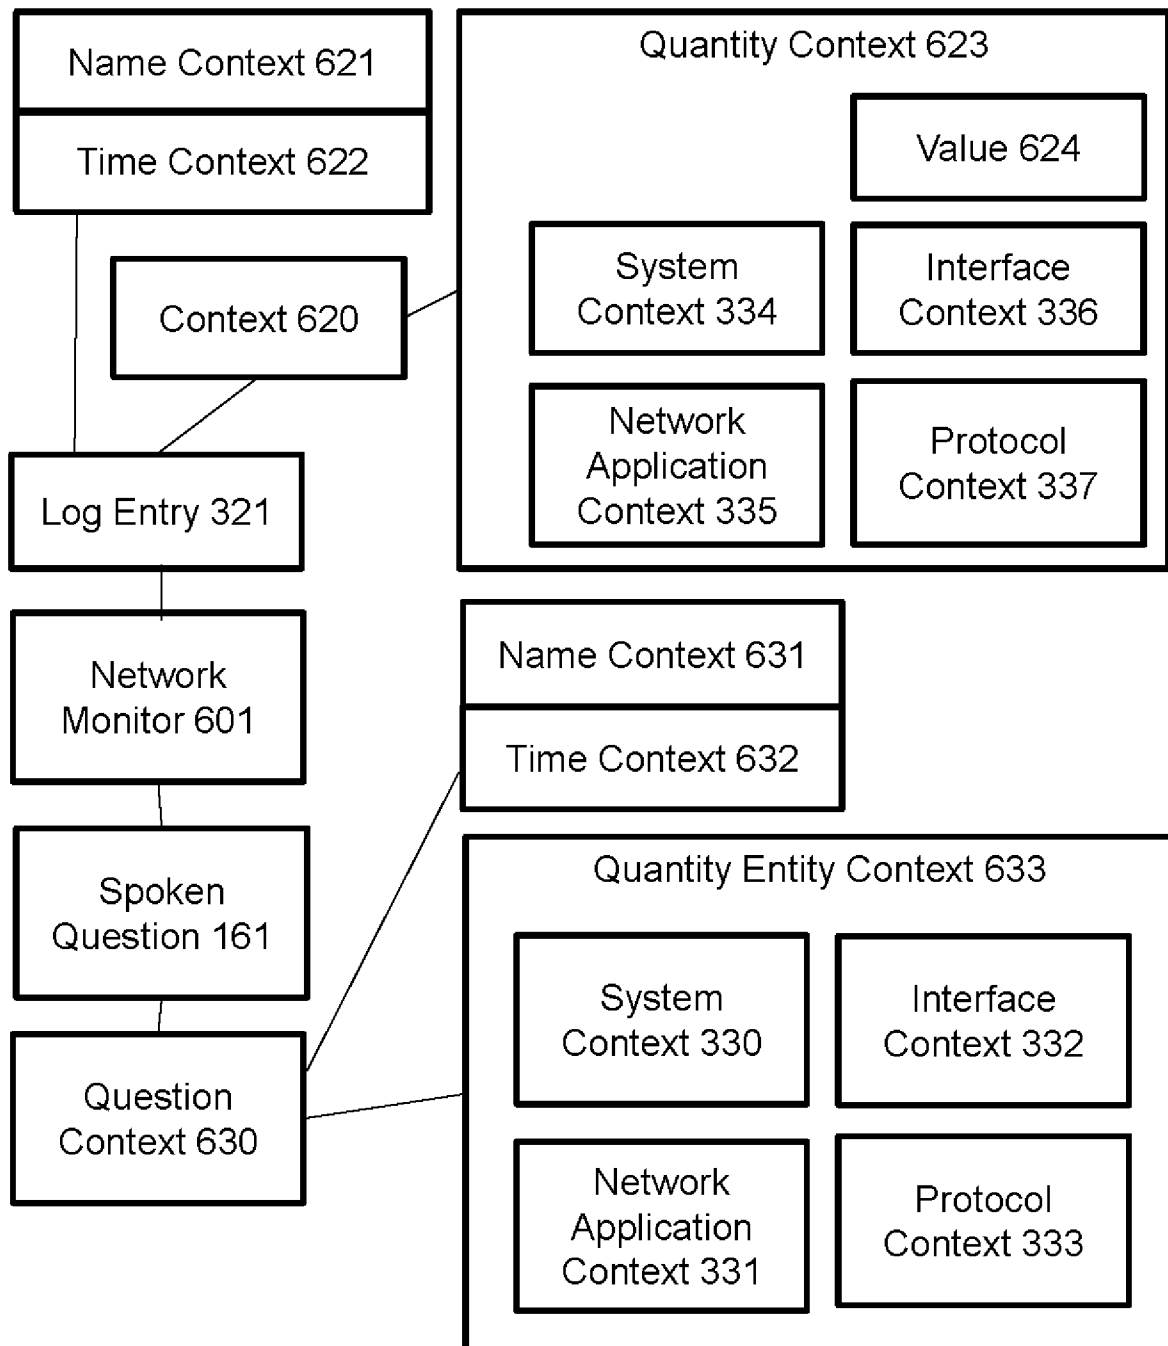 Name Context 621
Time Context 622
Quantity Context 623
Value 624
System
Context 334
Interface
Context 336
Network
Application
Context 335
Protocol
Context 337
Context 620
Log Entry 321
Network
Monitor 601
Name Context 631
Time Context 632
Spoken
Question 161
Question
Context 630
Quantity Entity Context 633
System
Context 330
Interface
Context 332
Network
Application
Context 331
Protocol
Context 333